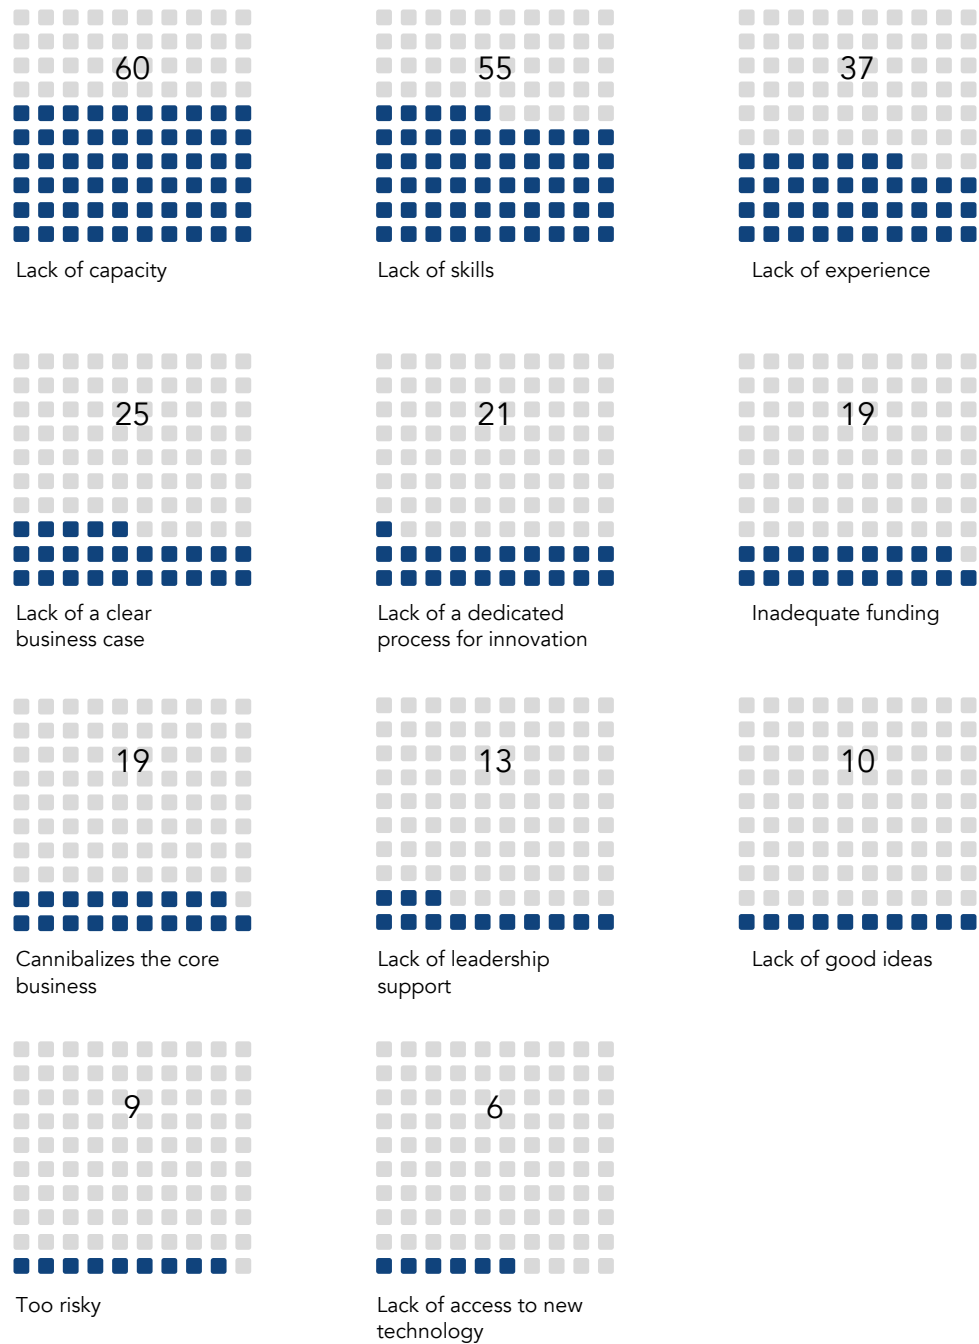 60
55
37
Lack of capacity
Lack of skills
Lack of experience
25
21
19
Lack of a clear
business case
Lack of a dedicated
process for innovation
Inadequate funding
19
13
10
Cannibalizes the core
business
Lack of leadership
support
Lack of good ideas
9
6
Too risky
Lack of access to new
technology